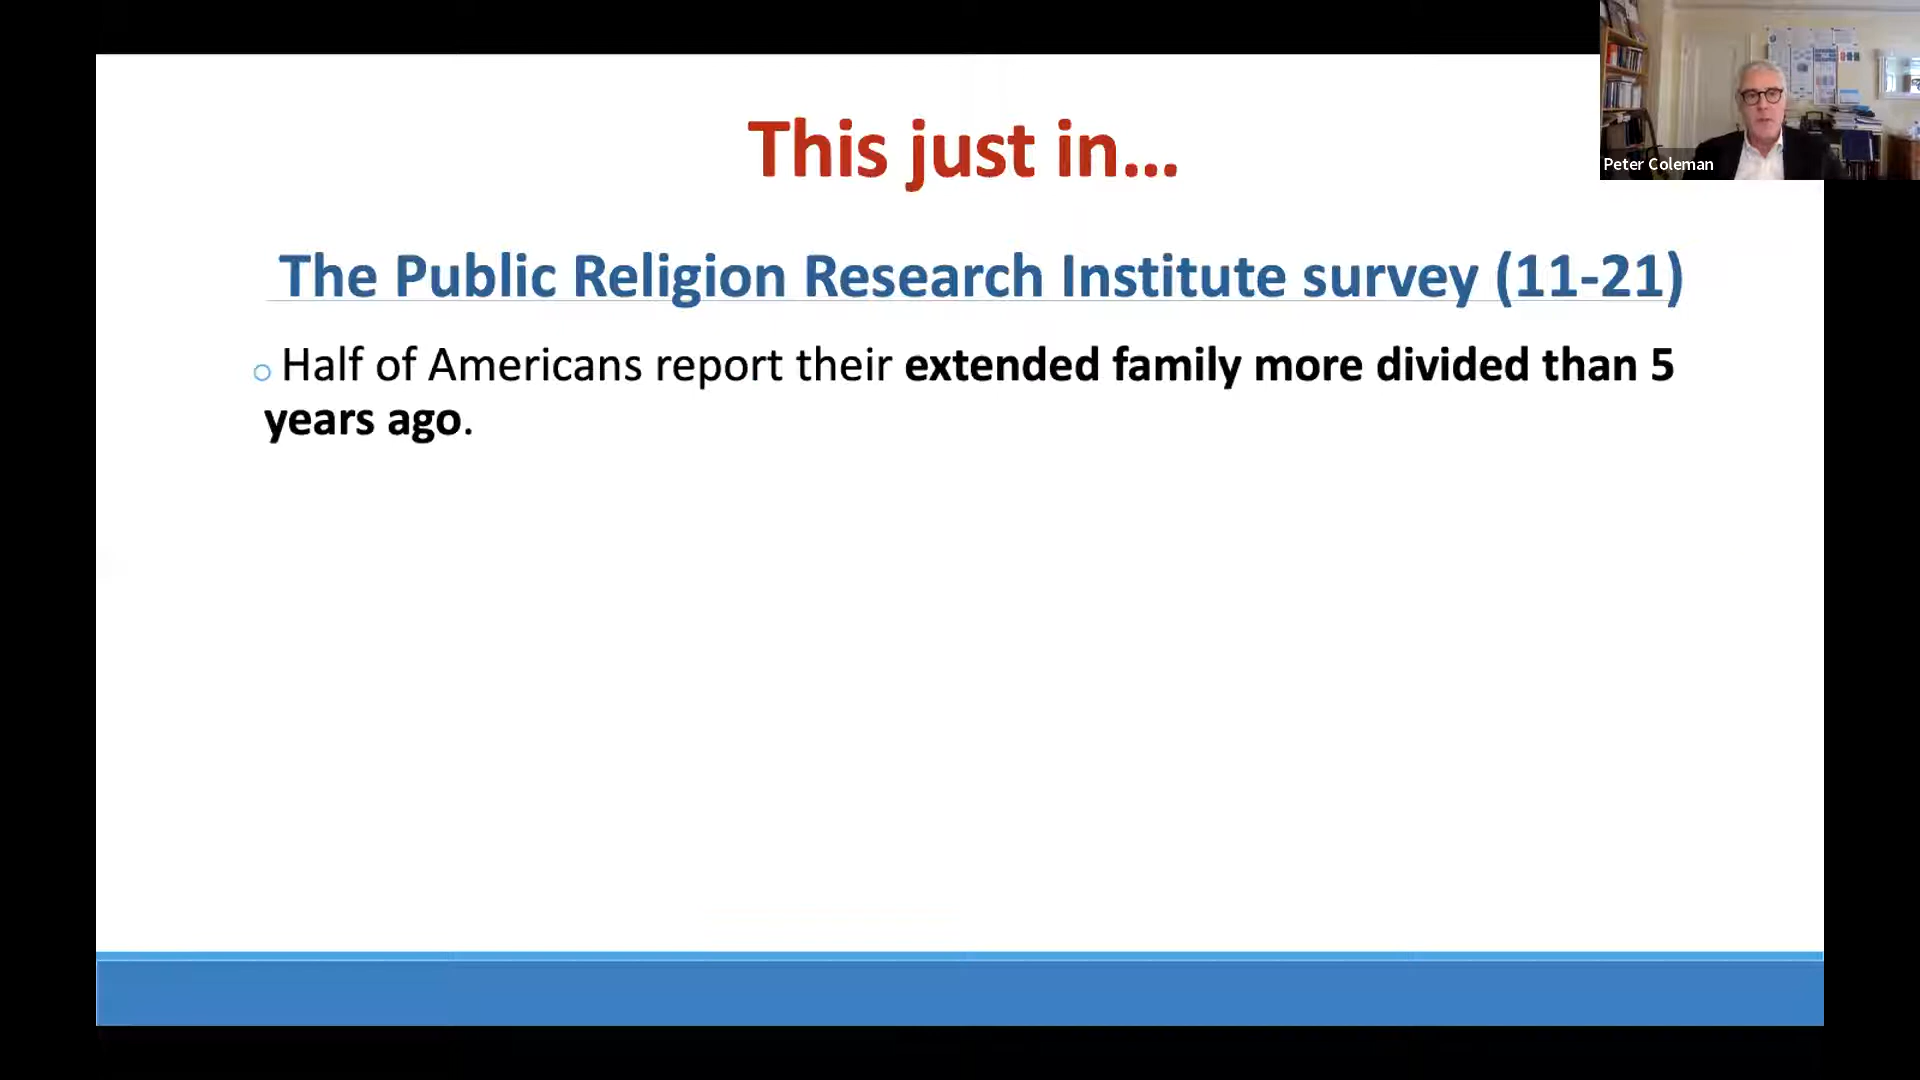 This just in...
Peter Coleman
The Public Religion Research Institute survey (11-21)
Half of Americans report their extended family more divided than 5
years ago.